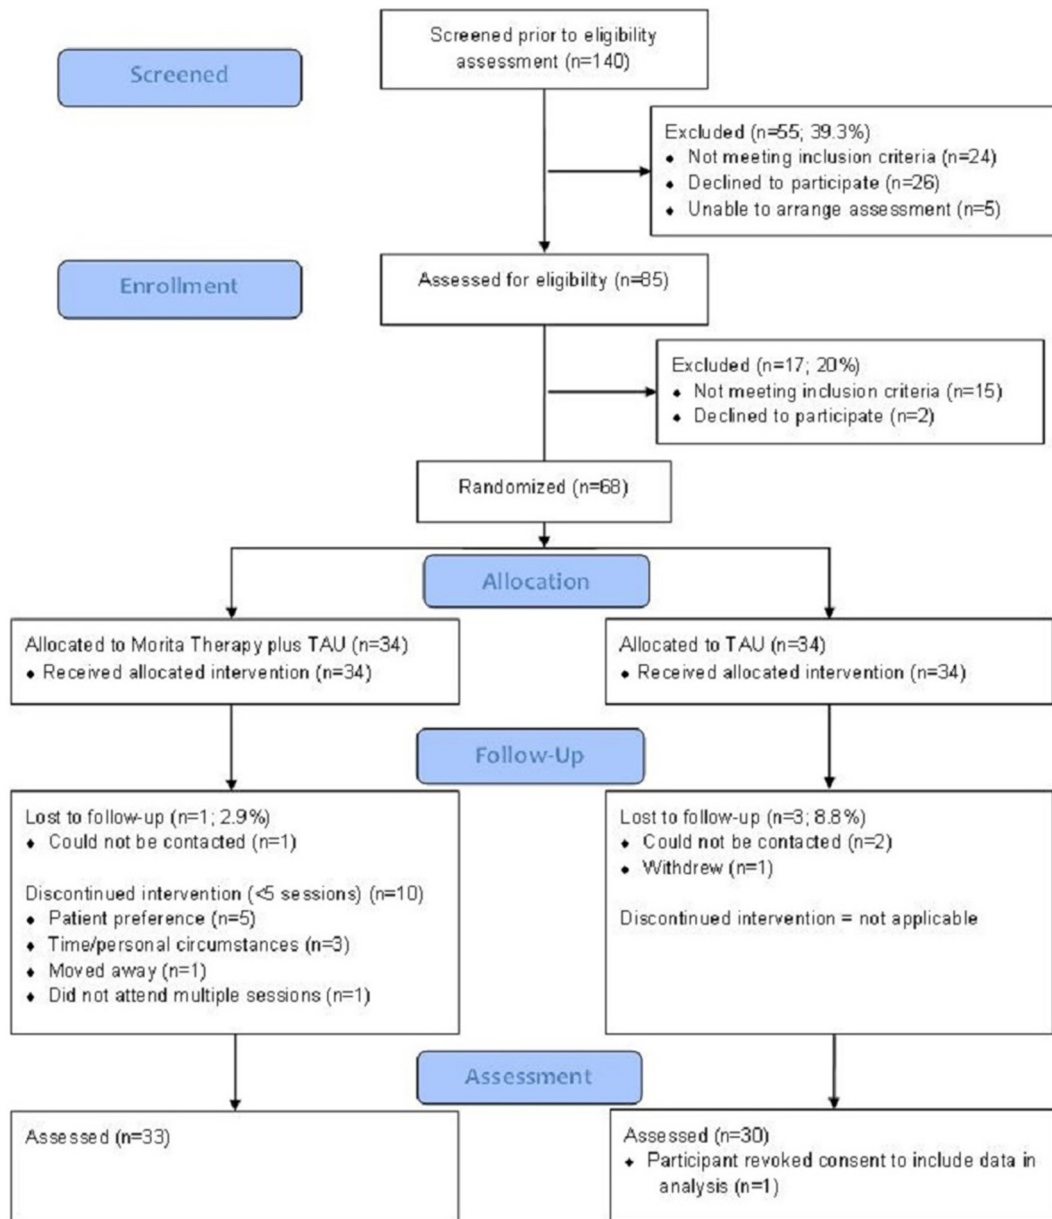 Screened prior to eligibility
assessment (n=140)
Screened
Excluded (n=55; 39.3%)
♦ Not meeting inclusion criteria (n=24)
♦ Declined to participate (n=26)
♦ Unable to arrange assessment (n=5)
Enrollment
Assessed for eligibility (n=85)
Excluded (n=17; 20%)
♦ Not meeting inclusion criteria (n=15)
♦ Declined to participate (n=2)
Randomized (n=68)
Allocation
Allocated to Morita Therapy plus TAU (n=34)
♦ Received allocated intervention (n=34)
Allocated to TAU (n=34)
♦ Received allocated intervention (n=34)
Follow-Up
Lost to follow-up (n=1; 2.9%)
♦ Could not be contacted (n=1)
Discontinued intervention (<5 sessions) (n=10)
♦ Patient preference (n=5)
♦ Time/personal circumstances (n=3)
♦ Moved away (n=1)
♦ Did not attend multiple sessions (n=1)
Lost to follow-up (n=3; 8.8%)
♦ Could not be contacted (n=2)
♦ Withdrew (n=1)
Discontinued intervention = not applicable
Assessment
Assessed (n=33)
Assessed (n=30)
♦ Participant revoked consent to include data in
analysis (n=1)